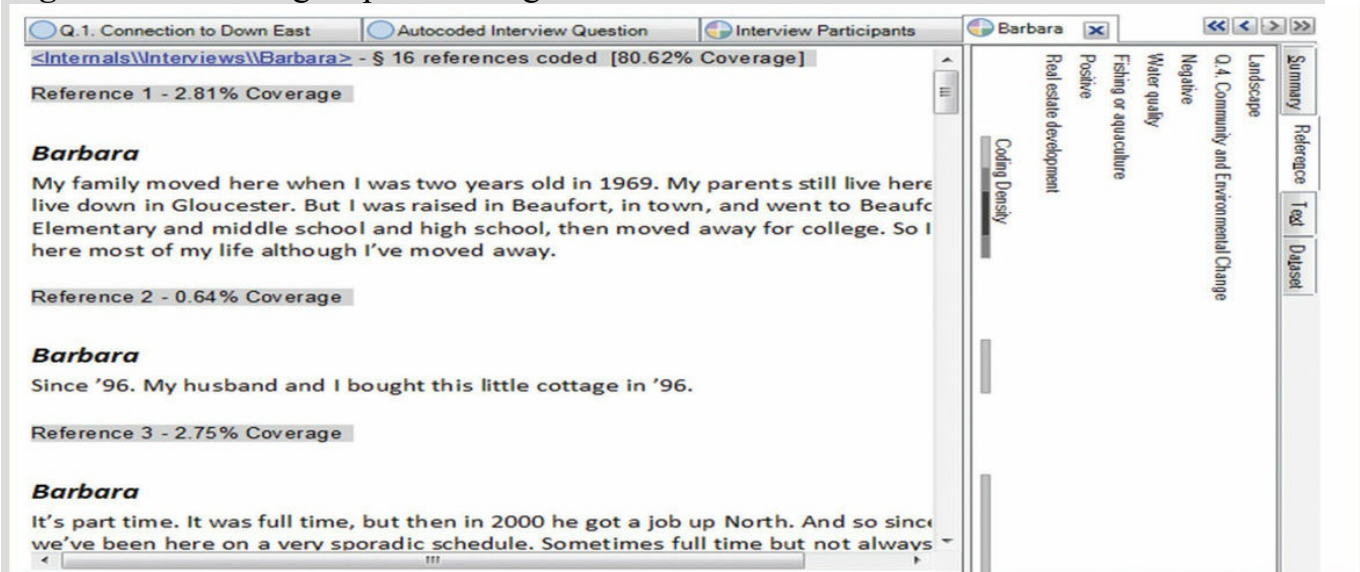 Q.1. Connection to Down East
Autocoded Interview Question
Interview Participants
Barbara
<Internals\\Interviews\\Barbara> - § 16 references coded [80.62% Coverage]
Reference 1 - 2.81% Coverage
Barbara
My family moved here when I was two years old in 1969. My parents still live here
live down in Gloucester. But I was raised in Beaufort, in town, and went to Beaufo
Elementary and middle school and high school, then moved away for college. So I
here most of my life although I've moved away.
Reference 2 - 0.64% Coverage
Barbara
Since '96. My husband and I bought this little cottage in '96.
Reference 3 - 2.75% Coverage
Barbara
It's part time. It was full time, but then in 2000 he got a job up North. And so since
we've been here on a very sporadic schedule. Sometimes full time but not always
Coding Density
Real estate development
Positive
Fishing or aquaculture
Water quality
Negative
Q.4. Community and Environmental Change
Landscape
Summary
Reference
Text
Dataset